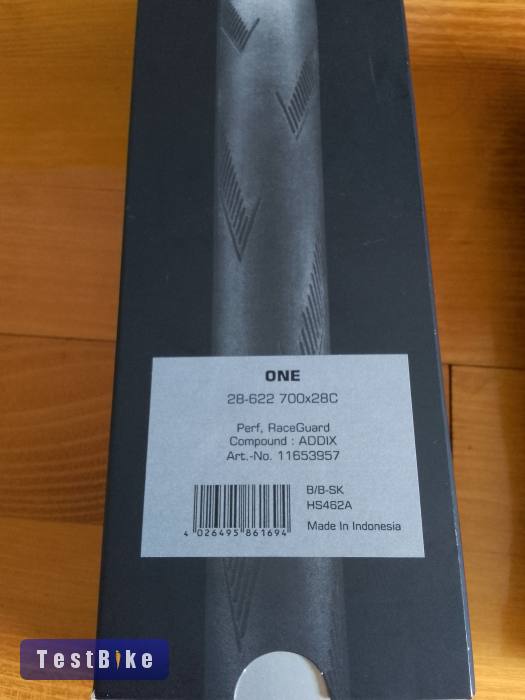 ONE
28-622 700x28C
Perf, RaceGuard
Compound : ADDIX
Art.-No. 11653957
B/B-SK
HS462A
Made In Indonesia
4 026495 861694
TestBike